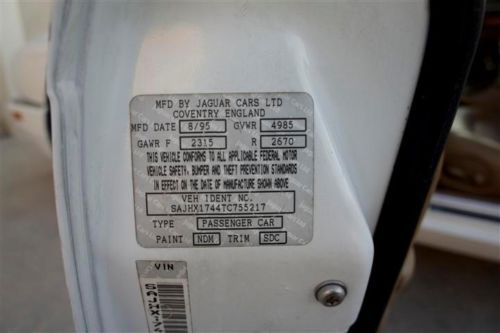 MFD BY JAGUAR CARS LTD
COVENTRY ENGLAND
MFD DATE 8/95 GVWR 4985
GAWR F 2315 R 2670
THIS VEHICLE CONFORMS TO ALL APPLICABLE FEDERAL MOTOR
VEHICLE SAFETY, BUMPER AND THEFT PREVENTION STANDARDS
IN EFFECT ON THE DATE OF MANUFACTURE SHOWN ABOVE
VEH IDENT NO.
SAJHX1744TC755217
TYPE PASSENGER CAR
PAINT NDM TRIM SDC
VIN
SAJHX17